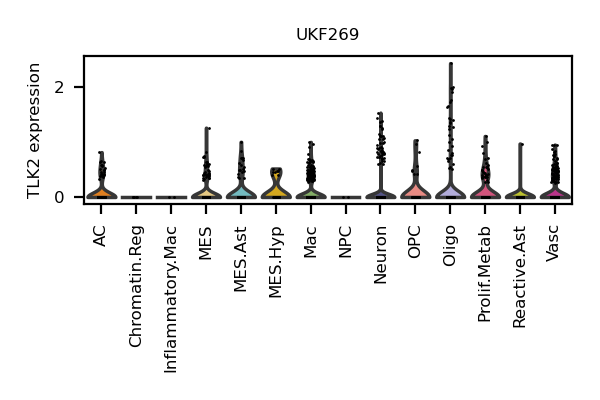 UKF269
TLK2 expression
2
0
AC
Chromatin.Reg
Inflammatory.Mac
MES
MES.Ast
MES.Hyp
Mac
NPC
Neuron
OPC
Oligo
Prolif.Metab
Reactive.Ast
Vasc